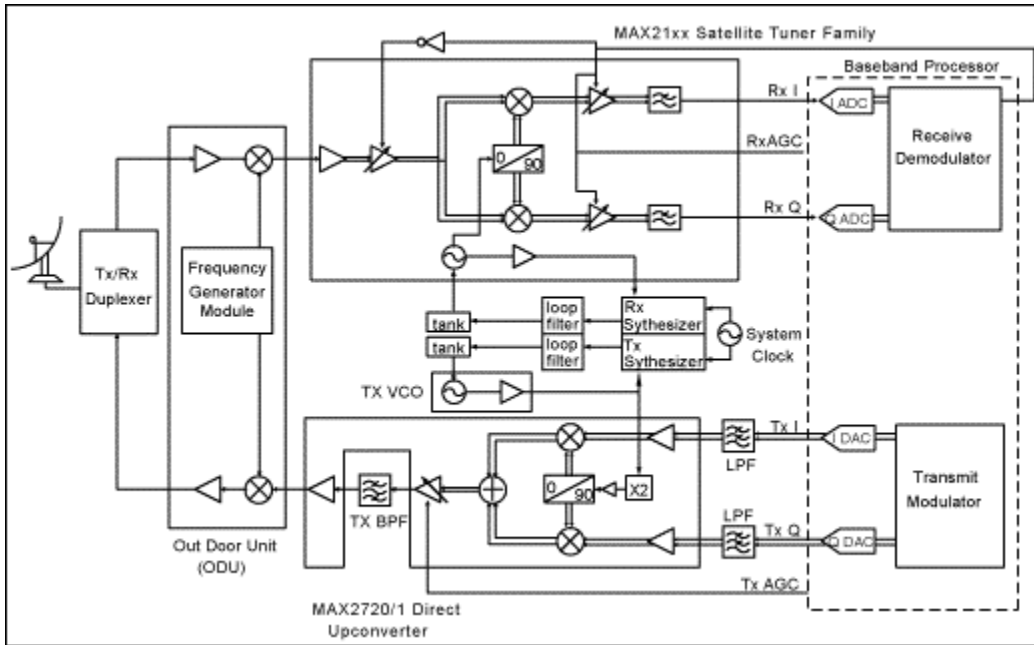 MAX21xx Satellite Tuner Family
Baseband Processor
Rx I
I ADC
Receive
Demodulator
RxAGC
0
90
Rx Q
Q ADC
Tx/Rx
Duplexer
Frequency
Generator
Module
tank
loop
filter
Rx
Sythesizer
System
Clock
tank
loop
filter
Tx
Sythesizer
TX VCO
Tx I
I DAC
LPF
Transmit
Modulator
0
90
X2
TX BPF
LPF
Tx Q
Q DAC
Out Door Unit
(ODU)
Tx AGC
MAX2720/1 Direct
Upconverter